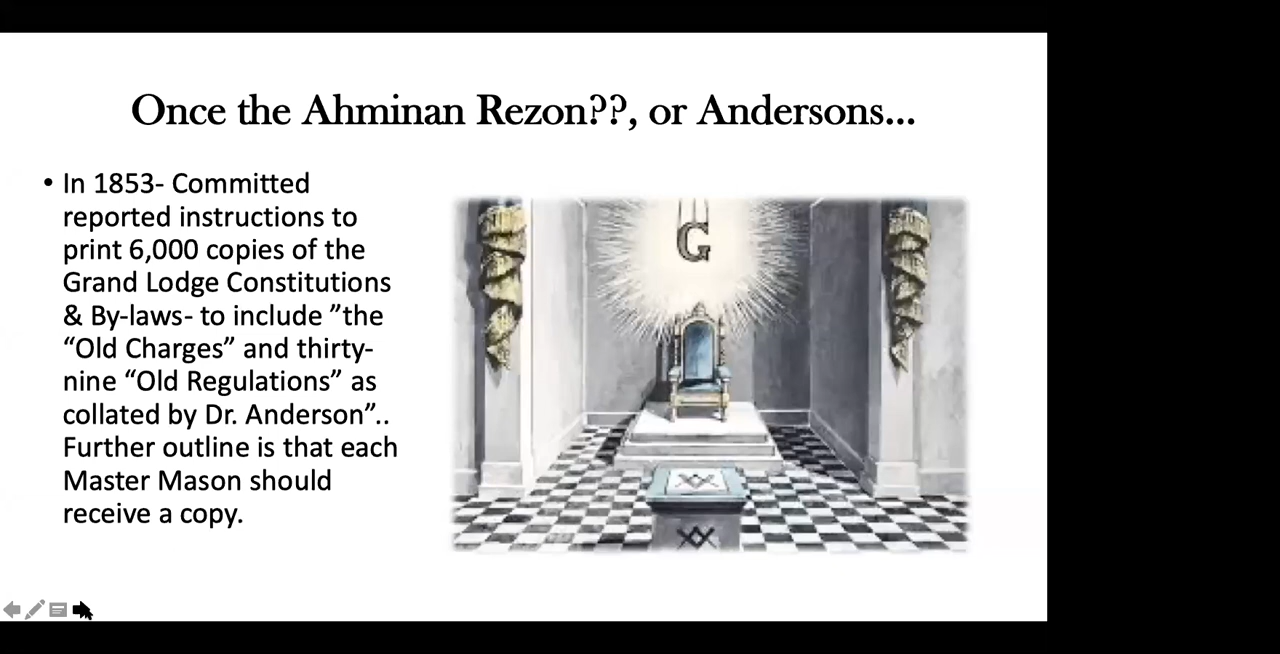 Once the Ahminan Rezon??, or Andersons...
• In 1853- Committed
reported instructions to
print 6,000 copies of the
Grand Lodge Constitutions
& By-laws- to include ”the
“Old Charges” and thirty-
nine “Old Regulations” as
collated by Dr. Anderson”..
Further outline is that each
Master Mason should
receive a copy.
G